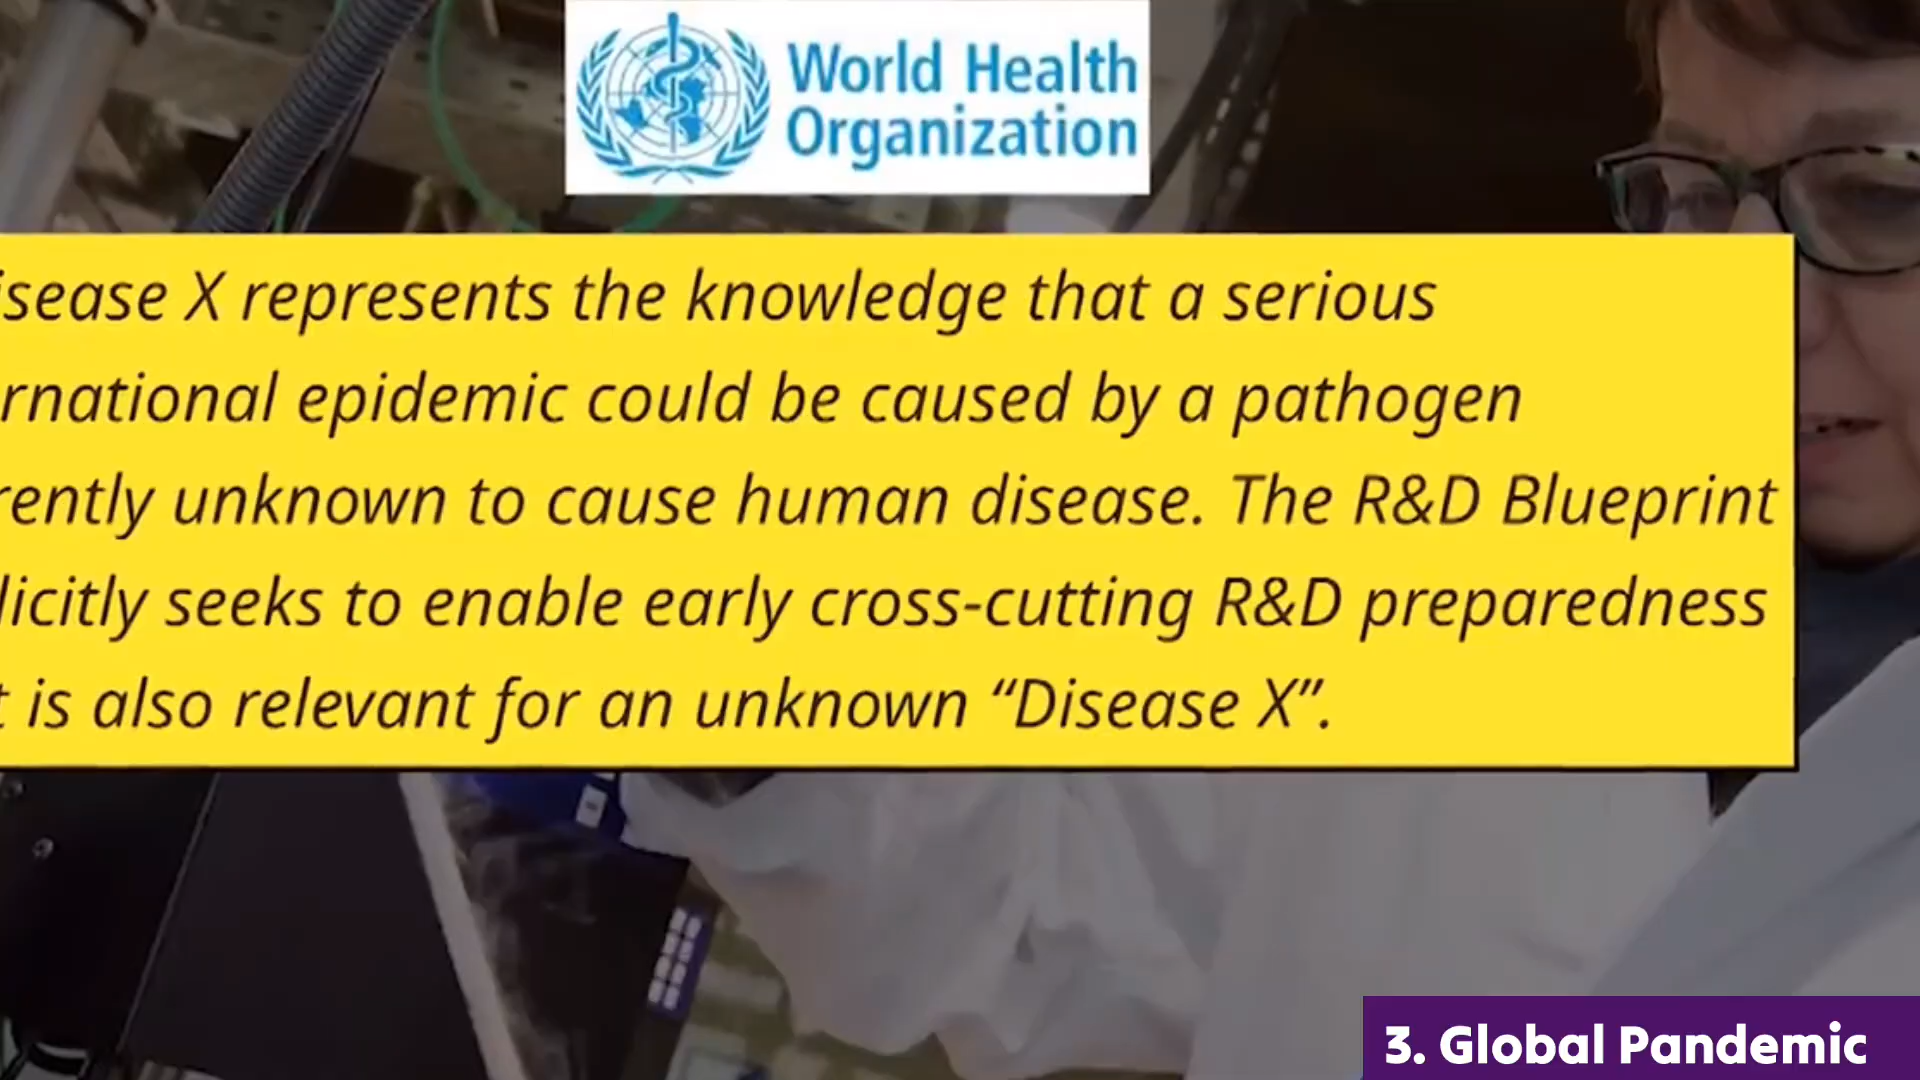 World Health
Organization
isease X represents the knowledge that a serious
rnational epidemic could be caused by a pathogen
rently unknown to cause human disease. The R&D Blueprint
licitly seeks to enable early cross-cutting R&D preparedness
t is also relevant for an unknown “Disease X”.
3. Global Pandemic